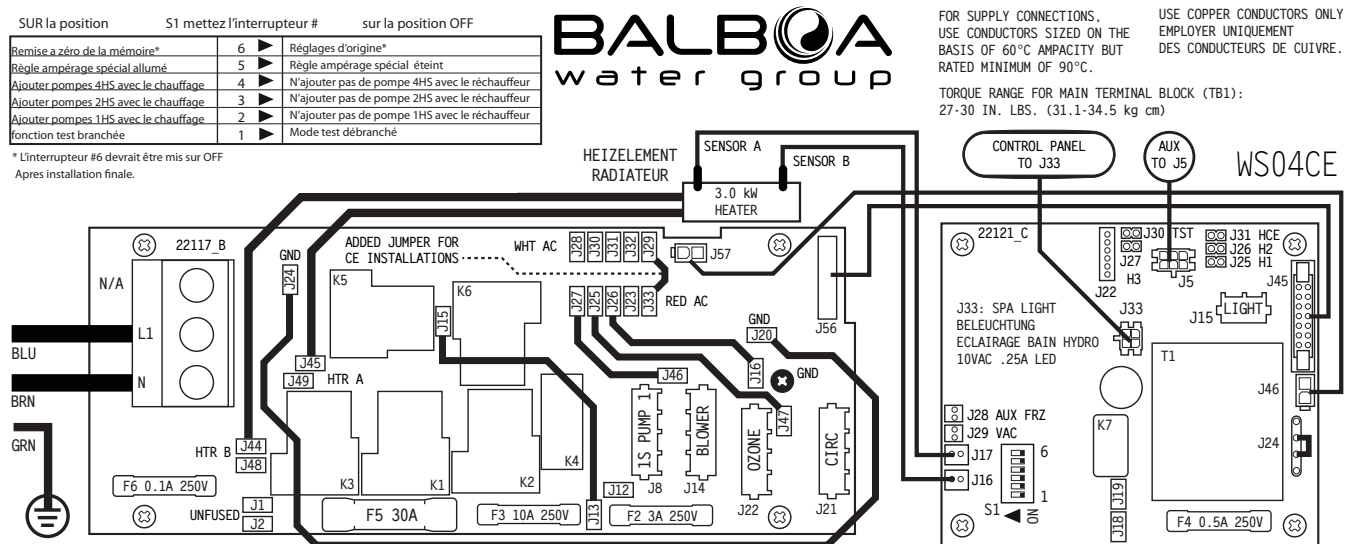 SUR la position S1 mettez l'interrupteur # sur la position OFF
Remise a zéro de la mémoire* 6 ▶ Réglages d'origine*
Règle ampérage spécial allumé 5 ▶ Règle ampérage spécial éteint
Ajouter pompes 4HS avec le chauffage 4 ▶ N'ajouter pas de pompe 4HS avec le réchauffeur
Ajouter pompes 2HS avec le chauffage 3 ▶ N'ajouter pas de pompe 2HS avec le réchauffeur
Ajouter pompes 1HS avec le chauffage 2 ▶ N'ajouter pas de pompe 1HS avec le réchauffeur
fonction test branchée 1 ▶ Mode test débranché
* L'interrupteur #6 devrait être mis sur OFF
Apres installation finale.
BALBOA
water group
FOR SUPPLY CONNECTIONS,
USE CONDUCTORS SIZED ON THE
BASIS OF 60°C AMPACITY BUT
RATED MINIMUM OF 90°C.
USE COPPER CONDUCTORS ONLY
EMPLOYER UNIQUEMENT
DES CONDUCTEURS DE CUIVRE.
TORQUE RANGE FOR MAIN TERMINAL BLOCK (TB1):
27-30 IN. LBS. (31.1-34.5 kg cm)
HEIZELEMENT
RADIATEUR
SENSOR A
SENSOR B
3.0 kW
HEATER
CONTROL PANEL
TO J33
AUX
TO J5
WS04CE
22117_B
N/A
L1
N
BLU
BRN
GRN
GND
J24
ADDED JUMPER FOR
CE INSTALLATIONS
WHT AC
J28
J30
J31
J32
J29
J57
K5
K6
J15
J27
J25
J26
J23
J33
RED AC
J56
GND
J20
J45
J49
HTR A
J46
J16
GND
J47
HTR B
J44
J48
K3
K1
K2
K4
1S PUMP 1
J8
BLOWER
J14
OZONE
J22
CIRC
J21
F6 0.1A 250V
UNFUSED
J1
J2
F5 30A
F3 10A 250V
J13
J12
F2 3A 250V
22121_C
J22
J30 TST
J27
H3
J5
J31 HCE
J26 H2
J25 H1
J45
J33: SPA LIGHT
BELEUCHTUNG
ECLAIRAGE BAIN HYDRO
10VAC .25A LED
J33
J15
LIGHT
T1
J46
J28 AUX FRZ
J29 VAC
J17
J16
6
1
S1
ON
K7
J19
J18
J24
F4 0.5A 250V